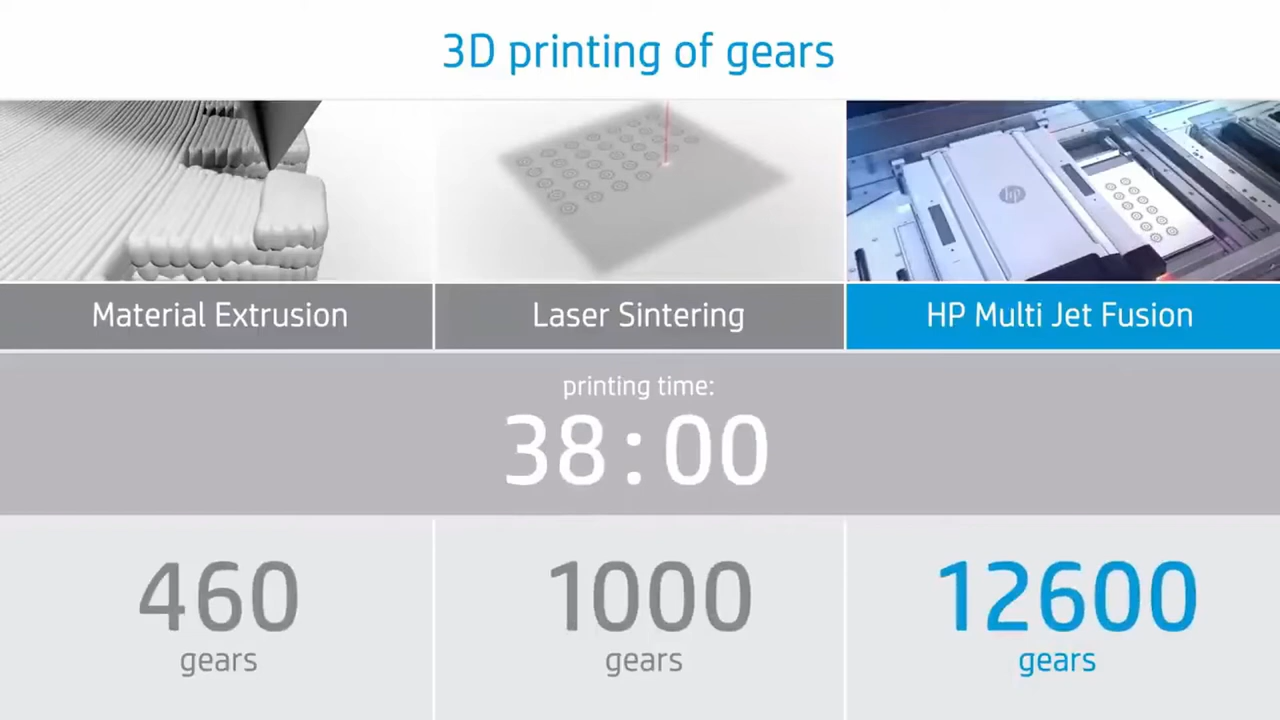 3D printing of gears
hp
Material Extrusion
Laser Sintering
HP Multi Jet Fusion
printing time:
38:00
460
gears
1000
gears
12600
gears